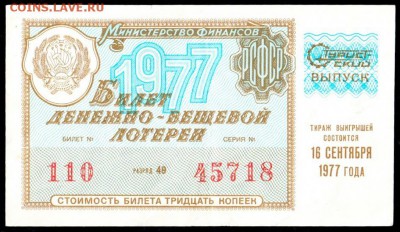 COINS.LAVE.RU
МИНИСТЕРСТВО ФИНАНСОВ
РСФСР
1977
БИЛЕТ
ДЕНЕЖНО-ВЕЩЕВОЙ
ЛОТЕРЕИ
БИЛЕТ № СЕРИЯ №
110 РАЗРЯД 49 45718
СТОИМОСТЬ БИЛЕТА ТРИДЦАТЬ КОПЕЕК
ВЫПУСК
ТИРАЖ ВЫИГРЫШЕЙ
СОСТОИТСЯ
16 СЕНТЯБРЯ
1977 ГОДА